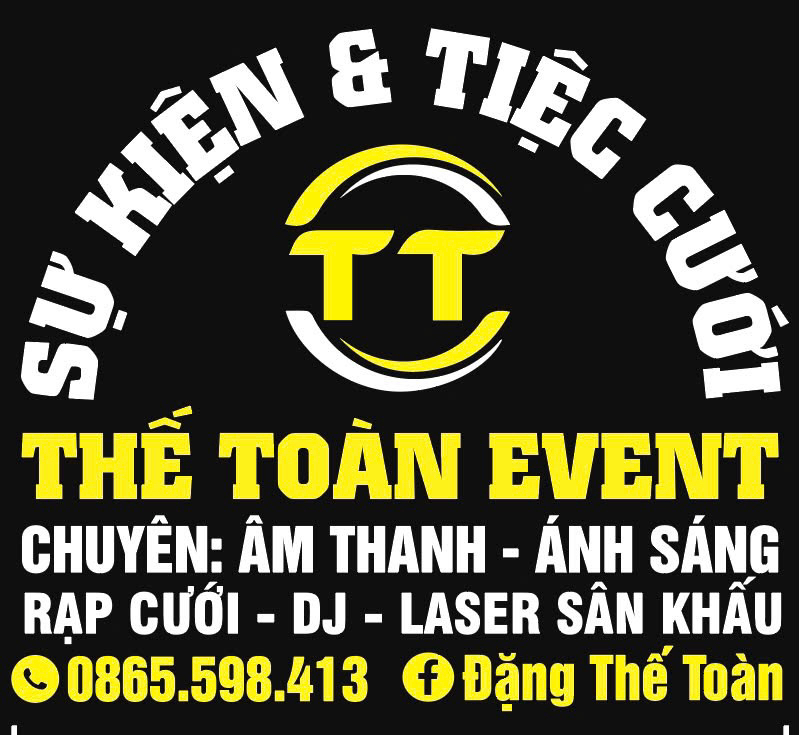 SỰ KIỆN & TIỆC CƯỚI
TT
THẾ TOÀN EVENT
CHUYÊN: ÂM THANH - ÁNH SÁNG
RẠP CƯỚI - DJ - LASER SÂN KHẤU
0865.598.413 Đặng Thế Toàn